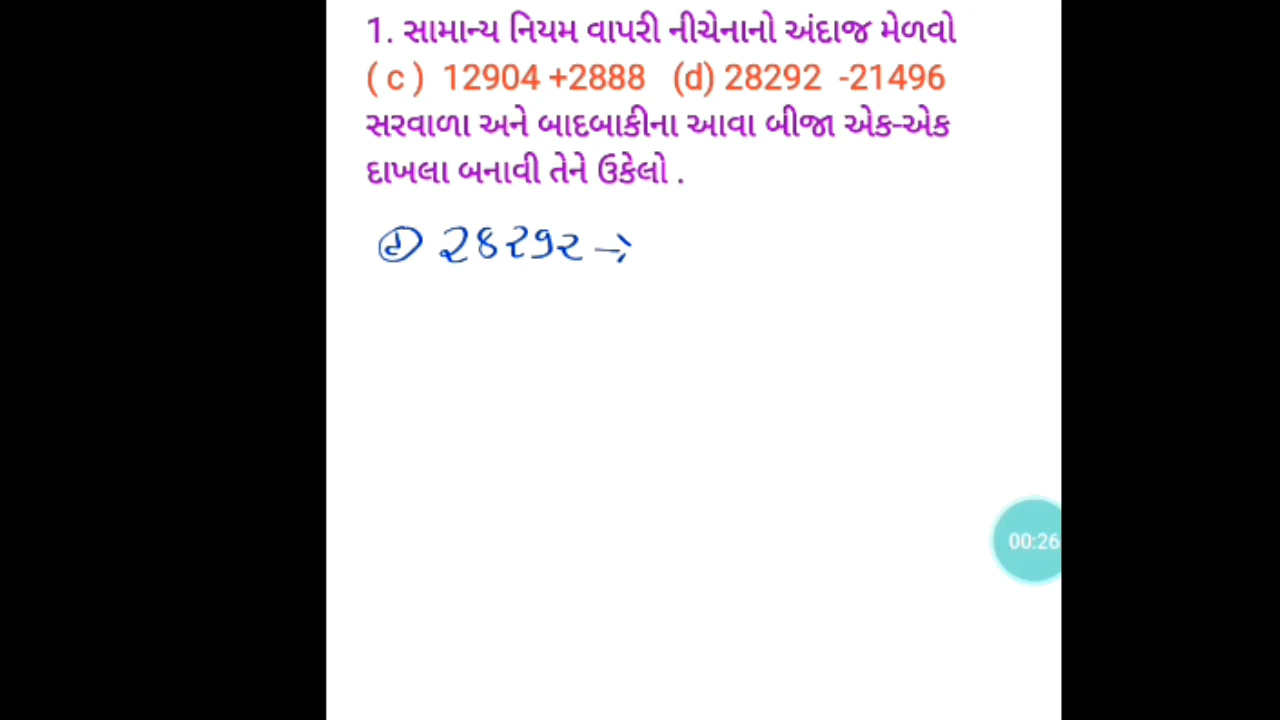 1. સામાન્ય નિયમ વાપરી નીચેનાનો અંદાજ મેળવો
( c ) 12904 +2888 (d) 28292 -21496
સરવાળા અને બાદબાકીના આવા બીજા એક-એક
દાખલા બનાવી તેને ઉકેલો .
ⓓ 28292 →
00:26